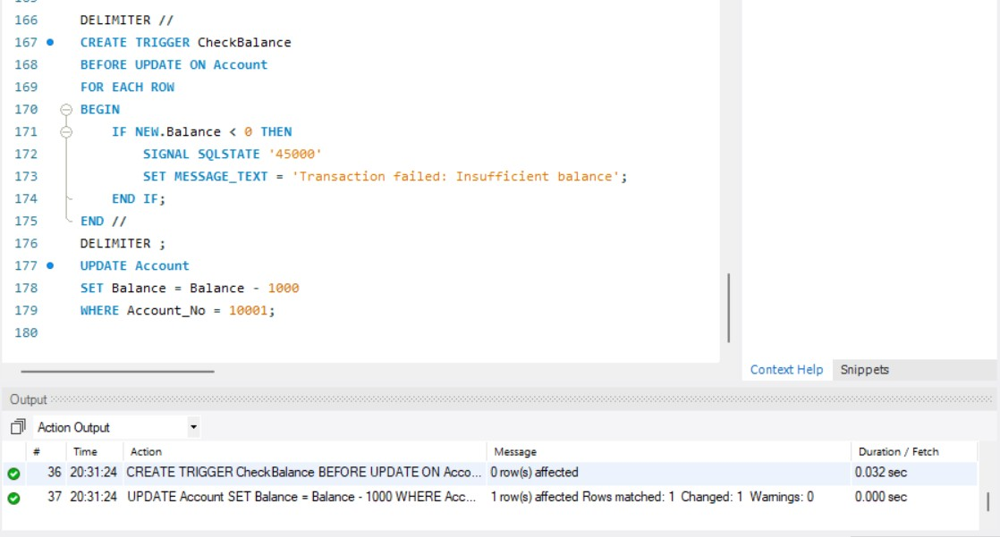 166 DELIMITER //
167 CREATE TRIGGER CheckBalance
168 BEFORE UPDATE ON Account
169 FOR EACH ROW
170 BEGIN
171 IF NEW.Balance < 0 THEN
172 SIGNAL SQLSTATE '45000'
173 SET MESSAGE_TEXT = 'Transaction failed: Insufficient balance';
174 END IF;
175 END //
176 DELIMITER ;
177 UPDATE Account
178 SET Balance = Balance - 1000
179 WHERE Account_No = 10001;
180
Context Help Snippets
Output
Action Output
# Time Action Message Duration / Fetch
36 20:31:24 CREATE TRIGGER CheckBalance BEFORE UPDATE ON Acco... 0 row(s) affected 0.032 sec
37 20:31:24 UPDATE Account SET Balance = Balance - 1000 WHERE Acc... 1 row(s) affected Rows matched: 1 Changed: 1 Warnings: 0 0.000 sec